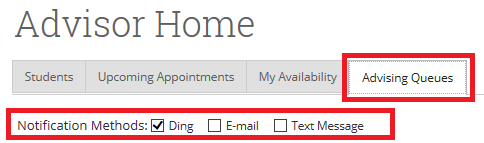 Advisor Home
Students Upcoming Appointments My Availability Advising Queues
Notification Methods: Ding E-mail Text Message